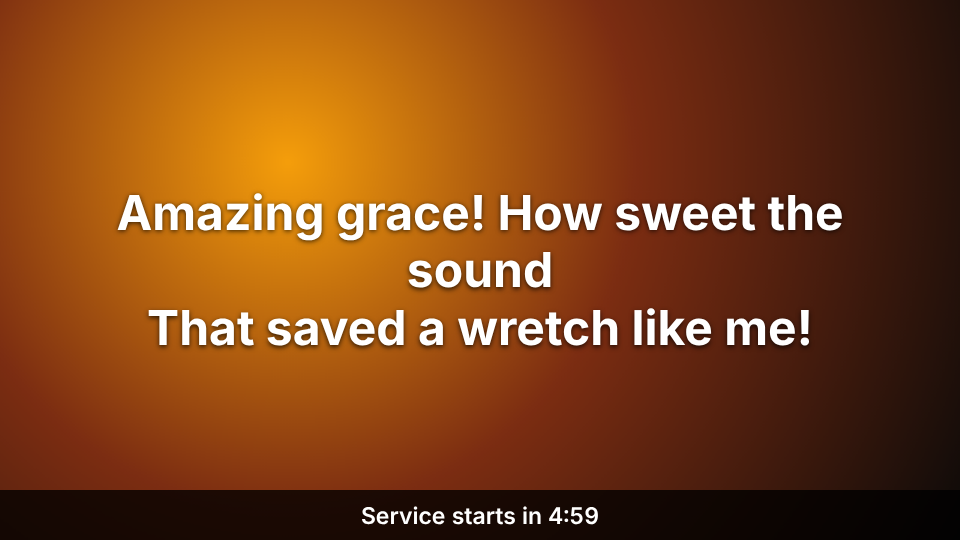 Amazing grace! How sweet the
sound
That saved a wretch like me!
Service starts in 4:59